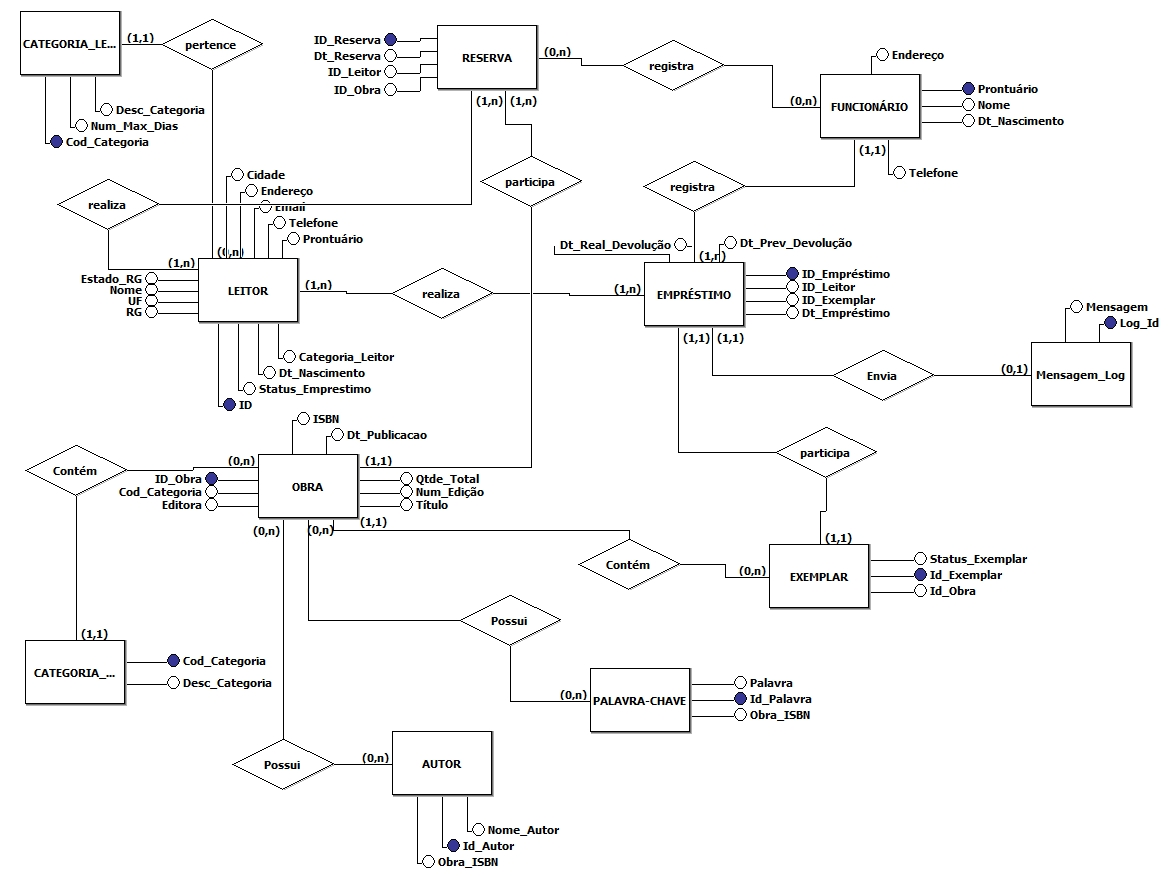 CATEGORIA_LE...
(1,1)
pertence
Desc_Categoria
Num_Max_Dias
Cod_Categoria
ID_Reserva
Dt_Reserva
ID_Leitor
ID_Obra
RESERVA
(0,n)
(1,n)
(1,n)
registra
(0,n)
Endereço
FUNCIONÁRIO
Prontuário
Nome
Dt_Nascimento
(1,1)
Telefone
participa
registra
realiza
Cidade
Endereço
Email
Telefone
Prontuário
(0,n)
(1,n)
Estado_RG
Nome
UF
RG
LEITOR
(1,n)
realiza
(1,n)
Dt_Real_Devolução
Dt_Prev_Devolução
(1,n)
EMPRÉSTIMO
ID_Empréstimo
ID_Leitor
ID_Exemplar
Dt_Empréstimo
(1,1)
(1,1)
Categoria_Leitor
Dt_Nascimento
Status_Emprestimo
ID
Envia
(0,1)
Mensagem
Log_Id
Mensagem_Log
ISBN
Dt_Publicacao
Contém
(0,n)
ID_Obra
Cod_Categoria
Editora
OBRA
(1,1)
Qtde_Total
Num_Edição
Título
(0,n)
(0,n)
(1,1)
participa
(1,1)
Contém
(0,n)
EXEMPLAR
Status_Exemplar
Id_Exemplar
Id_Obra
Possui
(1,1)
CATEGORIA_...
Cod_Categoria
Desc_Categoria
(0,n)
PALAVRA-CHAVE
Palavra
Id_Palavra
Obra_ISBN
Possui
(0,n)
AUTOR
Nome_Autor
Id_Autor
Obra_ISBN